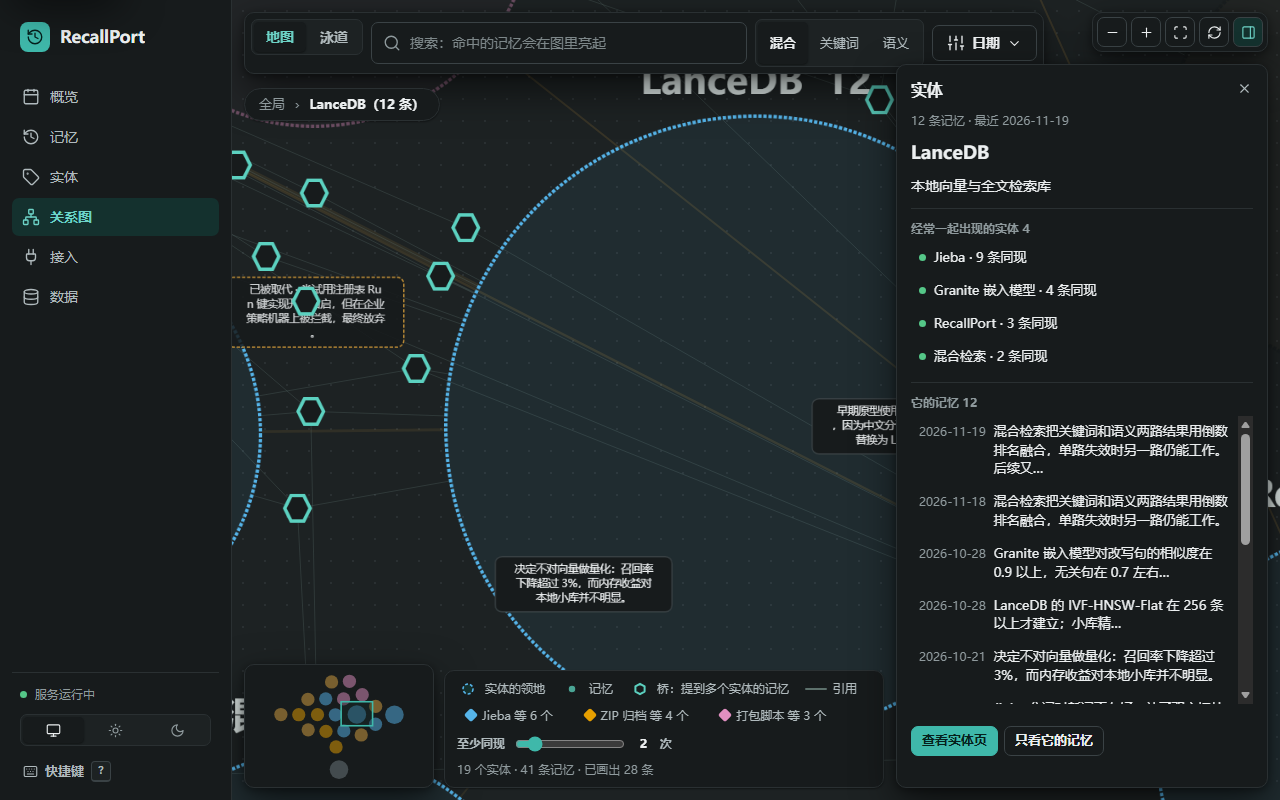 RecallPort
概览
记忆
实体
关系图
接入
数据
服务运行中
快捷键 ?
地图 泳道
搜索：命中的记忆会在图里亮起
混合 关键词 语义
日期
全局 › LanceDB（12 条）
LanceDB 12
已被取代
试用注册表 Ru
n 键实现开
启，但在企业
策略机器上被拦截，最终放弃
。
早期原型使用
，因为中文分
替换为 L
决定不对向量做量化：召回率
下降超过 3%，而内存收益对
本地小库并不明显。
实体的领地 记忆 桥：提到多个实体的记忆 引用
Jieba 等 6 个 ZIP 归档 等 4 个 打包脚本 等 3 个
至少同现 2 次
19 个实体 · 41 条记忆 · 已画出 28 条
实体
12 条记忆 · 最近 2026-11-19
LanceDB
本地向量与全文检索库
经常一起出现的实体 4
Jieba · 9 条同现
Granite 嵌入模型 · 4 条同现
RecallPort · 3 条同现
混合检索 · 2 条同现
它的记忆 12
2026-11-19 混合检索把关键词和语义两路结果用倒数
排名融合，单路失效时另一路仍能工作。
后续又...
2026-11-18 混合检索把关键词和语义两路结果用倒数
排名融合，单路失效时另一路仍能工作。
2026-10-28 Granite 嵌入模型对改写句的相似度在
0.9 以上，无关句在 0.7 左右...
2026-10-28 LanceDB 的 IVF-HNSW-Flat 在 256 条
以上才建立；小库精...
2026-10-21 决定不对向量做量化：召回率下降超过
3%，而内存收益对本地小库并不明显。
查看实体页 只看它的记忆